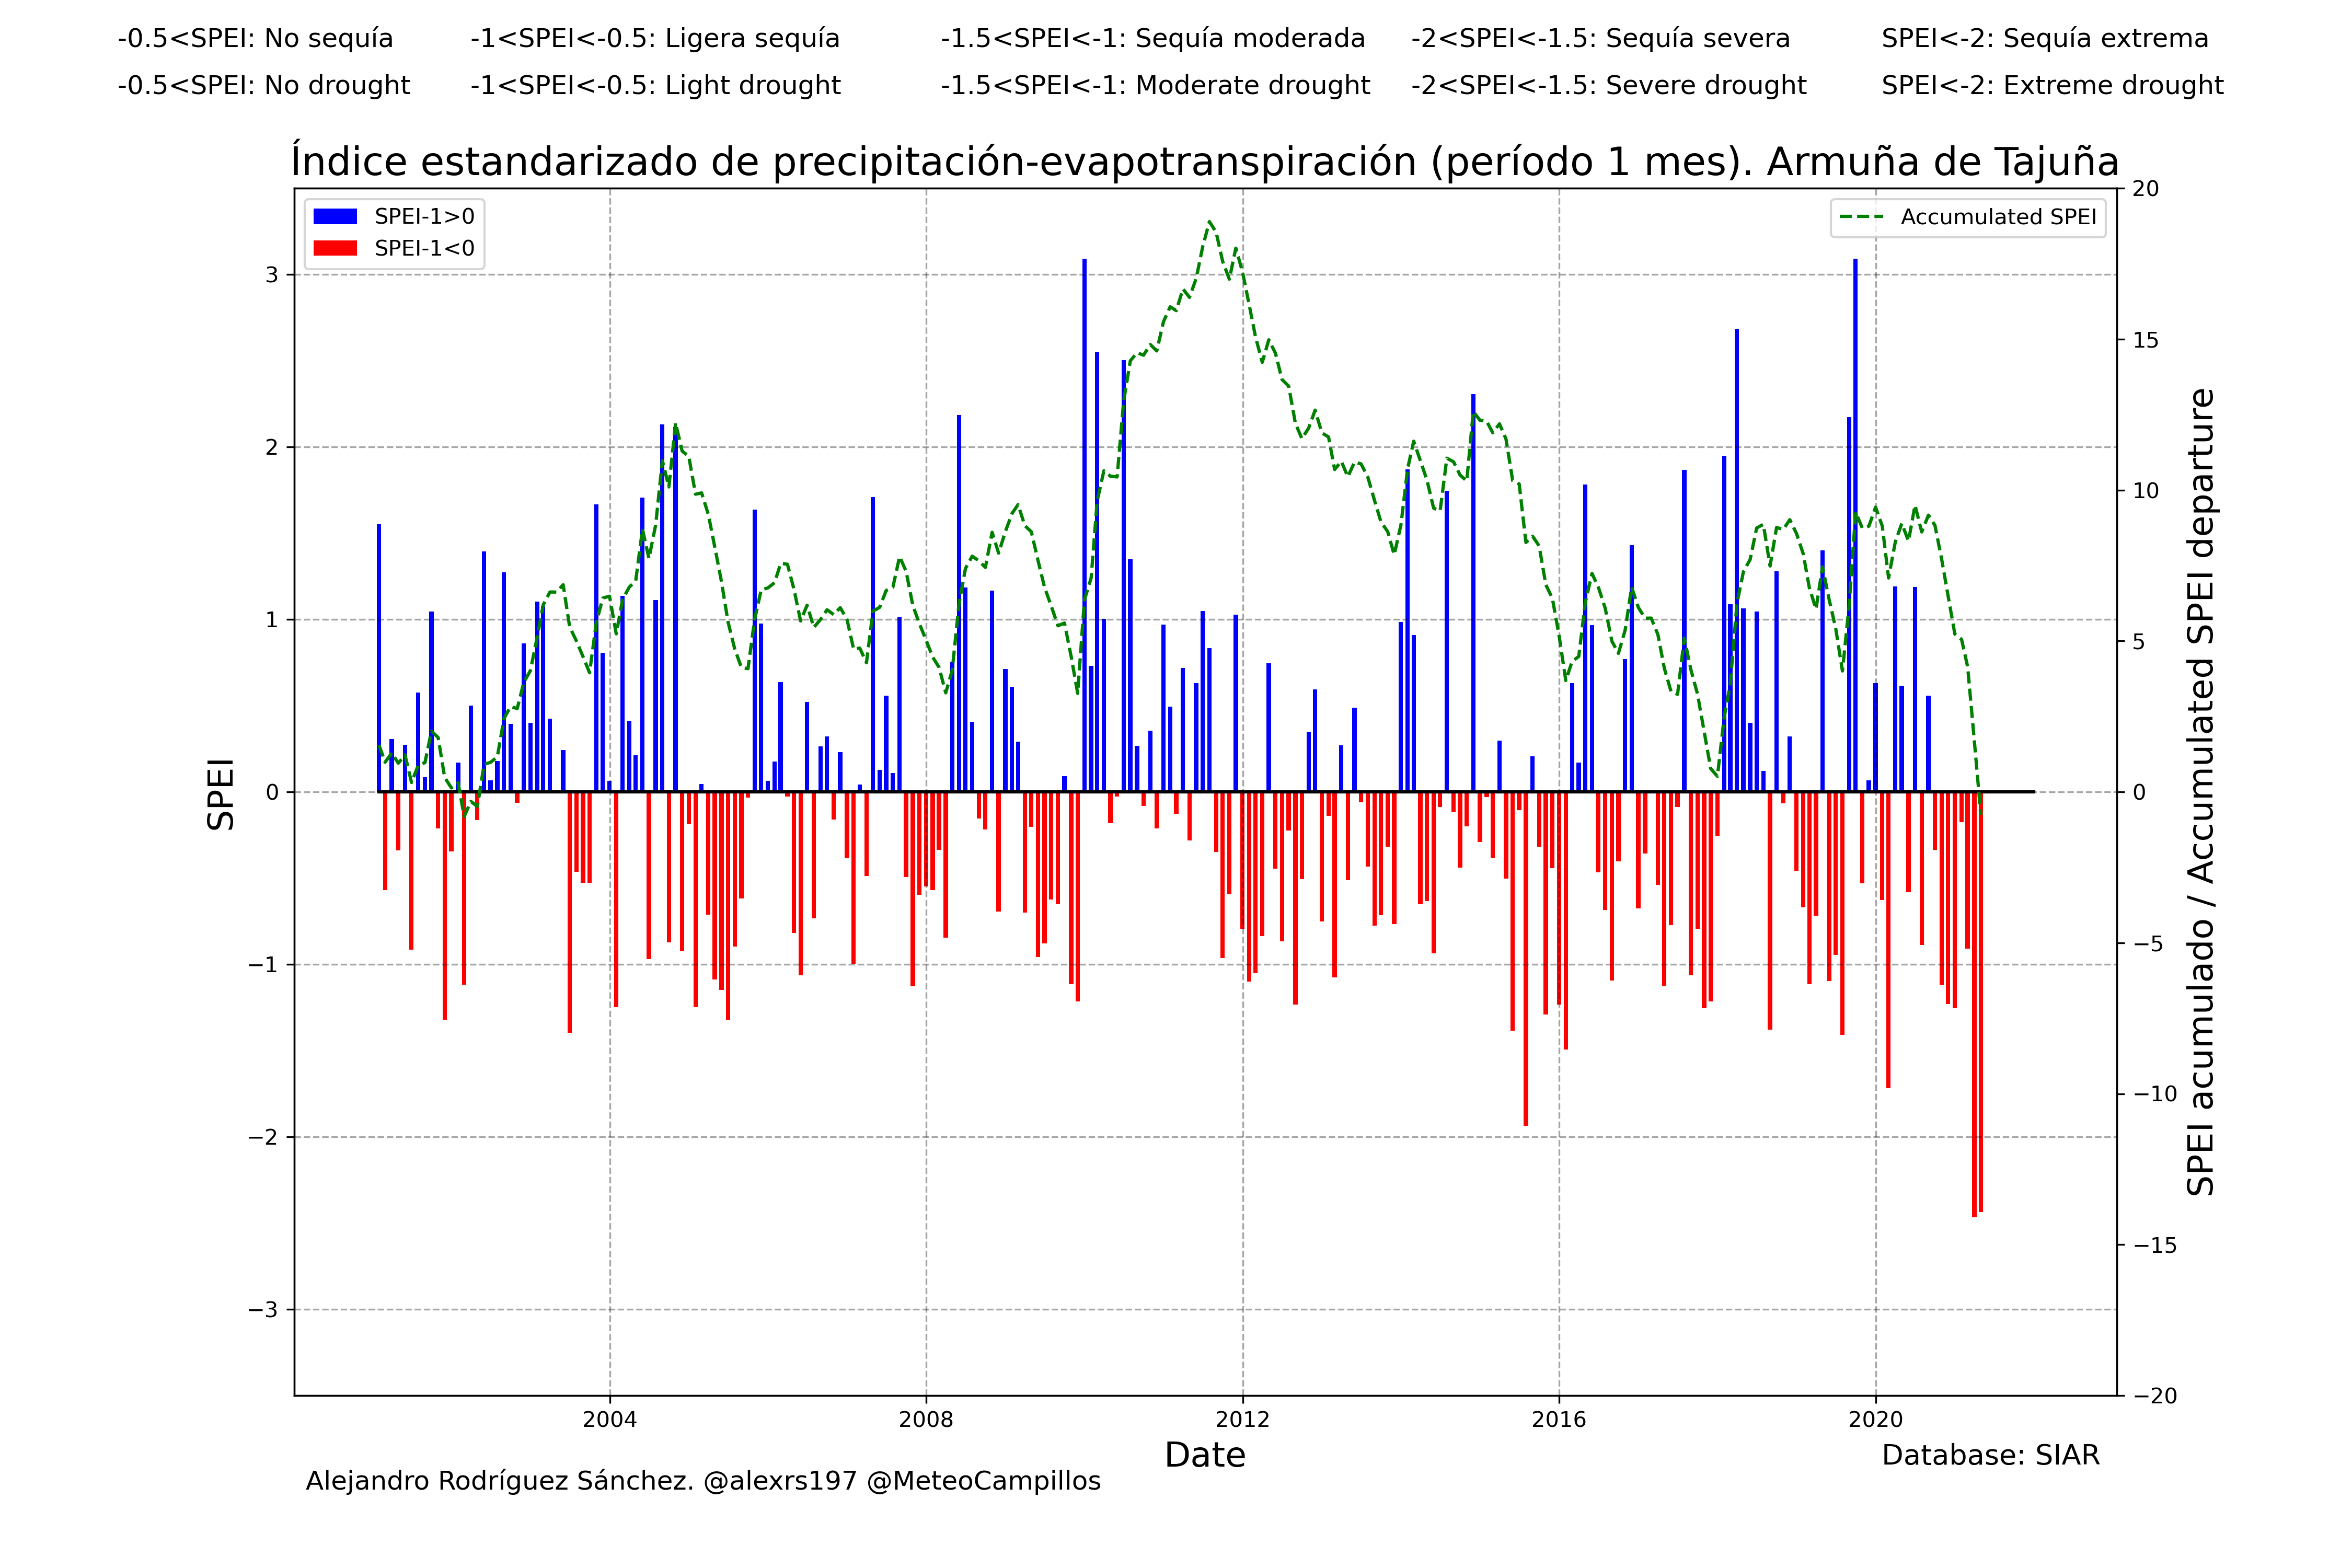 -0.5<SPEI: No sequía -1<SPEI<-0.5: Ligera sequía -1.5<SPEI<-1: Sequía moderada -2<SPEI<-1.5: Sequía severa SPEI<-2: Sequía extrema
-0.5<SPEI: No drought -1<SPEI<-0.5: Light drought -1.5<SPEI<-1: Moderate drought -2<SPEI<-1.5: Severe drought SPEI<-2: Extreme drought
Índice estandarizado de precipitación-evapotranspiración (período 1 mes). Armuña de Tajuña
SPEI-1>0
SPEI-1<0
Accumulated SPEI
SPEI
3
2
1
0
−1
−2
−3
20
15
10
5
0
−5
−10
−15
−20
SPEI acumulado / Accumulated SPEI departure
2004 2008 2012 2016 2020
Date
Database: SIAR
Alejandro Rodríguez Sánchez. @alexrs197 @MeteoCampillos